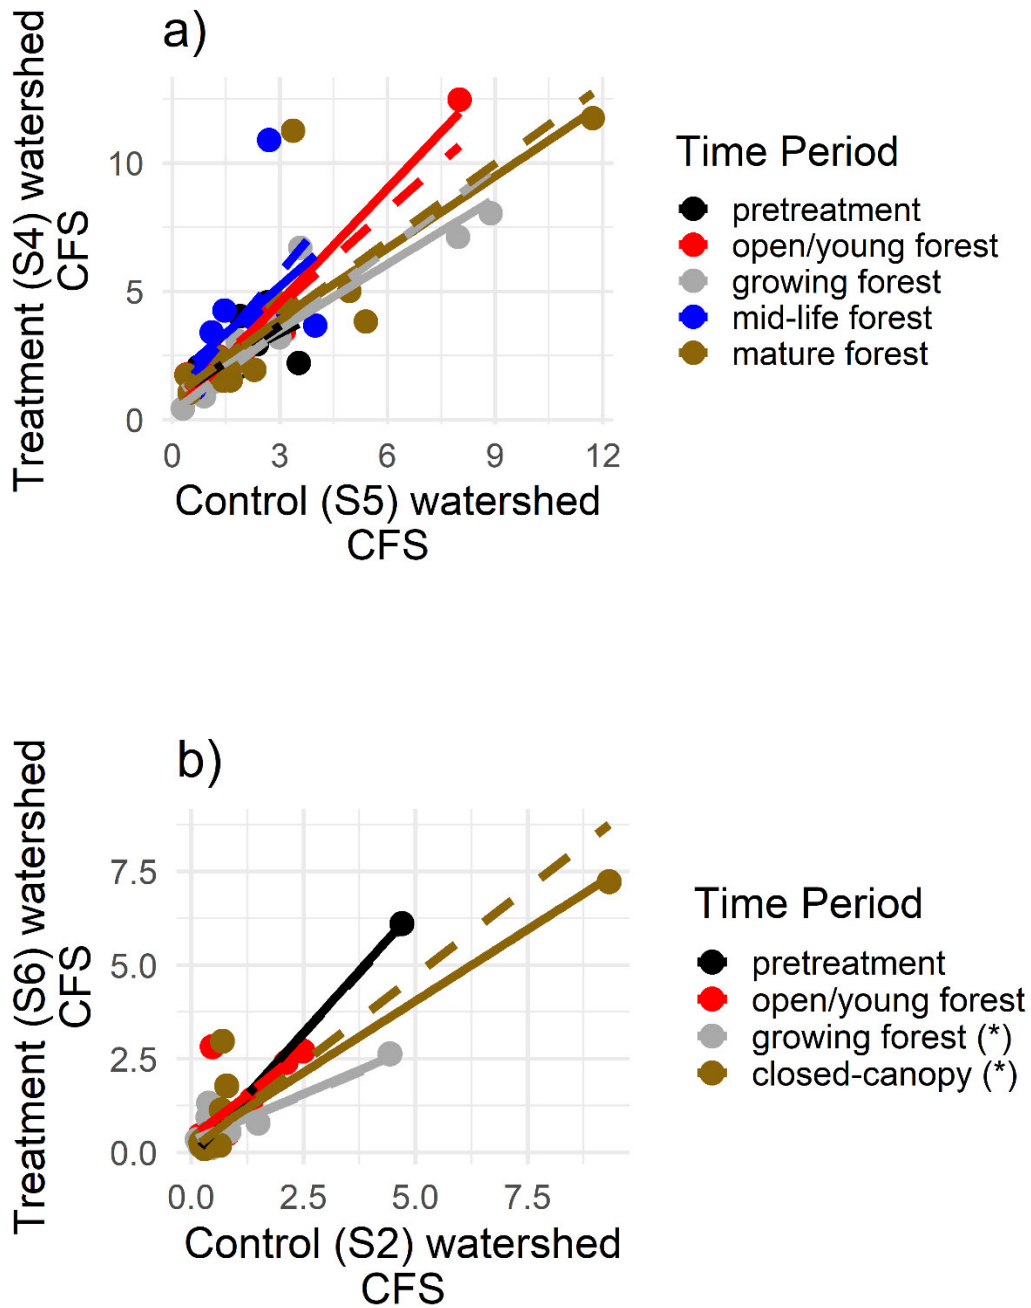 a)
Treatment (S4) watershed
CFS
10
5
0
0 3 6 9 12
Control (S5) watershed
CFS
Time Period
pretreatment
open/young forest
growing forest
mid-life forest
mature forest
b)
Treatment (S6) watershed
CFS
7.5
5.0
2.5
0.0
0.0 2.5 5.0 7.5
Control (S2) watershed
CFS
Time Period
pretreatment
open/young forest
growing forest (*)
closed-canopy (*)